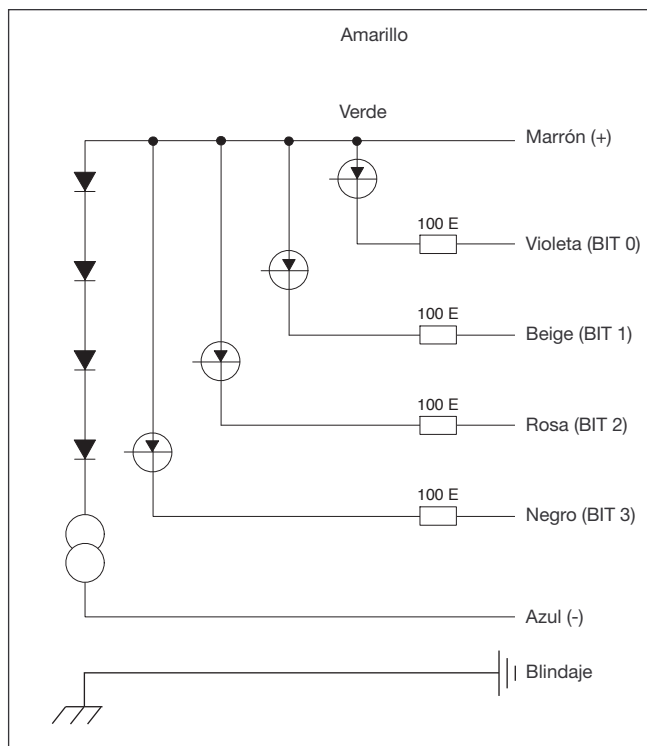 Amarillo
Verde
Marrón (+)
100 E
Violeta (BIT 0)
100 E
Beige (BIT 1)
100 E
Rosa (BIT 2)
100 E
Negro (BIT 3)
Azul (-)
Blindaje